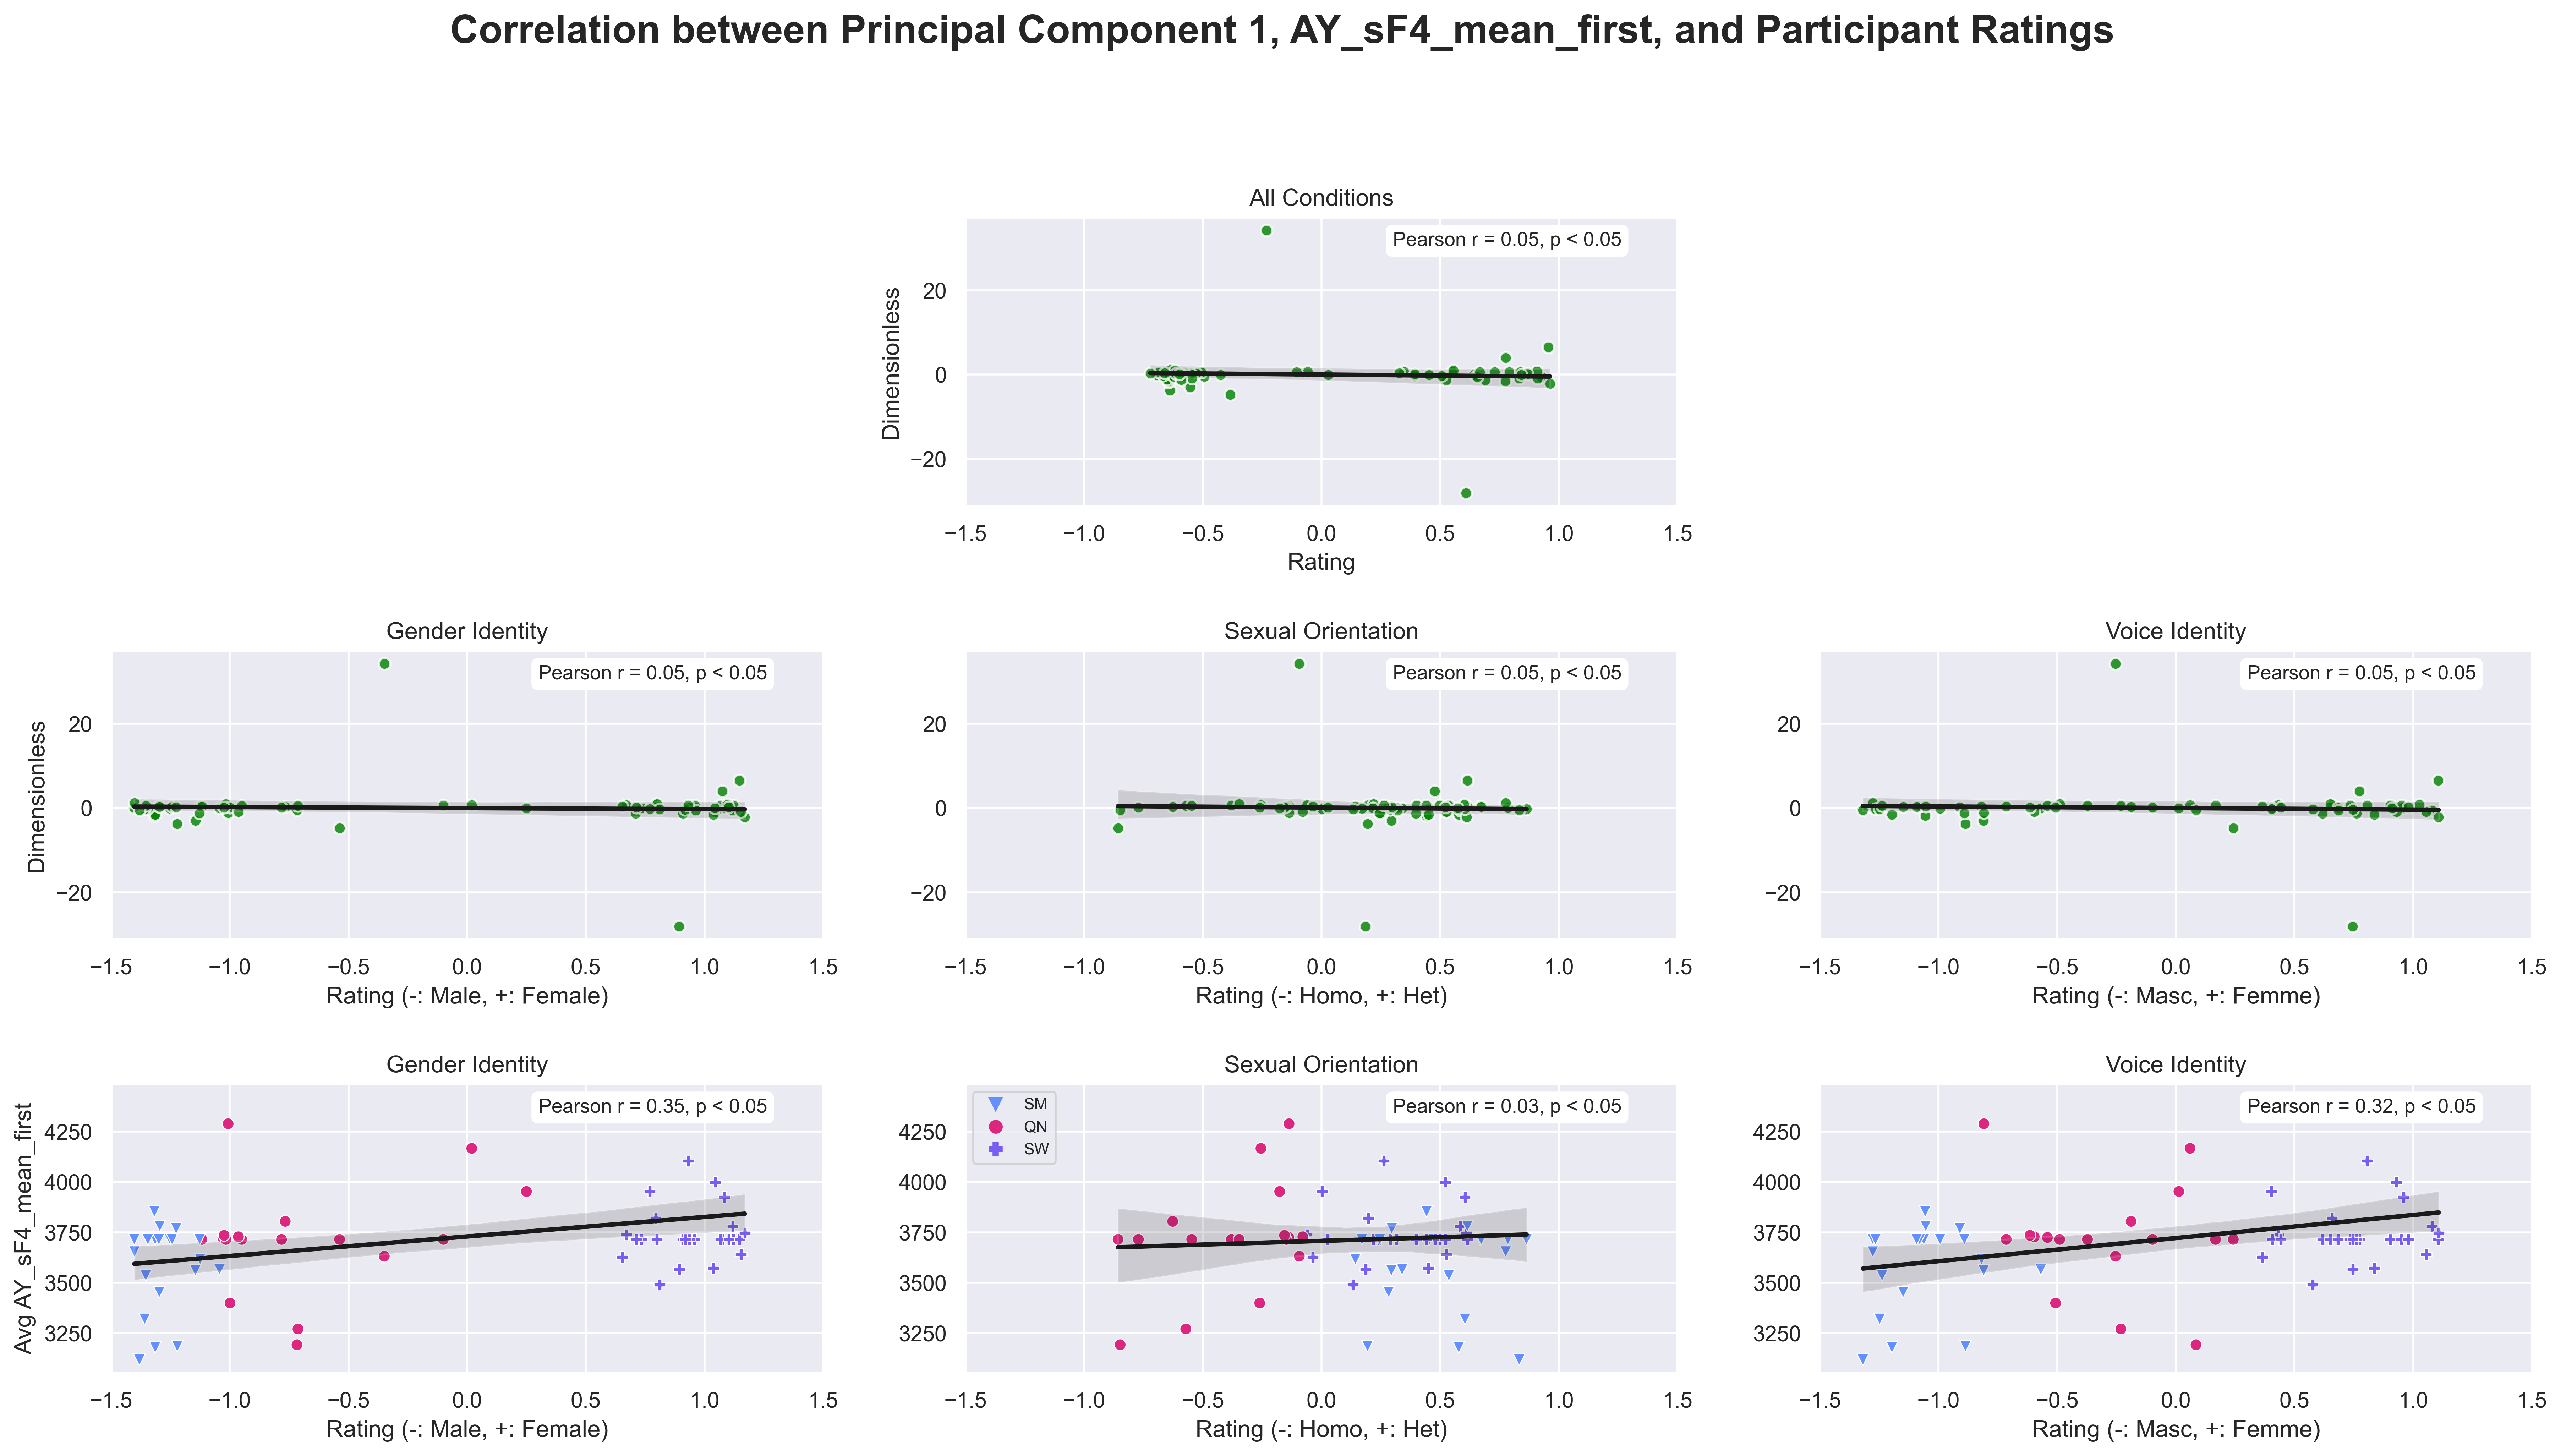 Correlation between Principal Component 1, AY_sF4_mean_first, and Participant Ratings
All Conditions
Pearson r = 0.05, p < 0.05
Dimensionless
20
0
−20
−1.5 −1.0 −0.5 0.0 0.5 1.0 1.5
Rating
Gender Identity
Pearson r = 0.05, p < 0.05
Dimensionless
20
0
−20
−1.5 −1.0 −0.5 0.0 0.5 1.0 1.5
Rating (-: Male, +: Female)
Sexual Orientation
Pearson r = 0.05, p < 0.05
20
0
−20
−1.5 −1.0 −0.5 0.0 0.5 1.0 1.5
Rating (-: Homo, +: Het)
Voice Identity
Pearson r = 0.05, p < 0.05
20
0
−20
−1.5 −1.0 −0.5 0.0 0.5 1.0 1.5
Rating (-: Masc, +: Femme)
Gender Identity
Pearson r = 0.35, p < 0.05
Avg AY_sF4_mean_first
4250
4000
3750
3500
3250
−1.5 −1.0 −0.5 0.0 0.5 1.0 1.5
Rating (-: Male, +: Female)
Sexual Orientation
SM
QN
SW
Pearson r = 0.03, p < 0.05
4250
4000
3750
3500
3250
−1.5 −1.0 −0.5 0.0 0.5 1.0 1.5
Rating (-: Homo, +: Het)
Voice Identity
Pearson r = 0.32, p < 0.05
4250
4000
3750
3500
3250
−1.5 −1.0 −0.5 0.0 0.5 1.0 1.5
Rating (-: Masc, +: Femme)